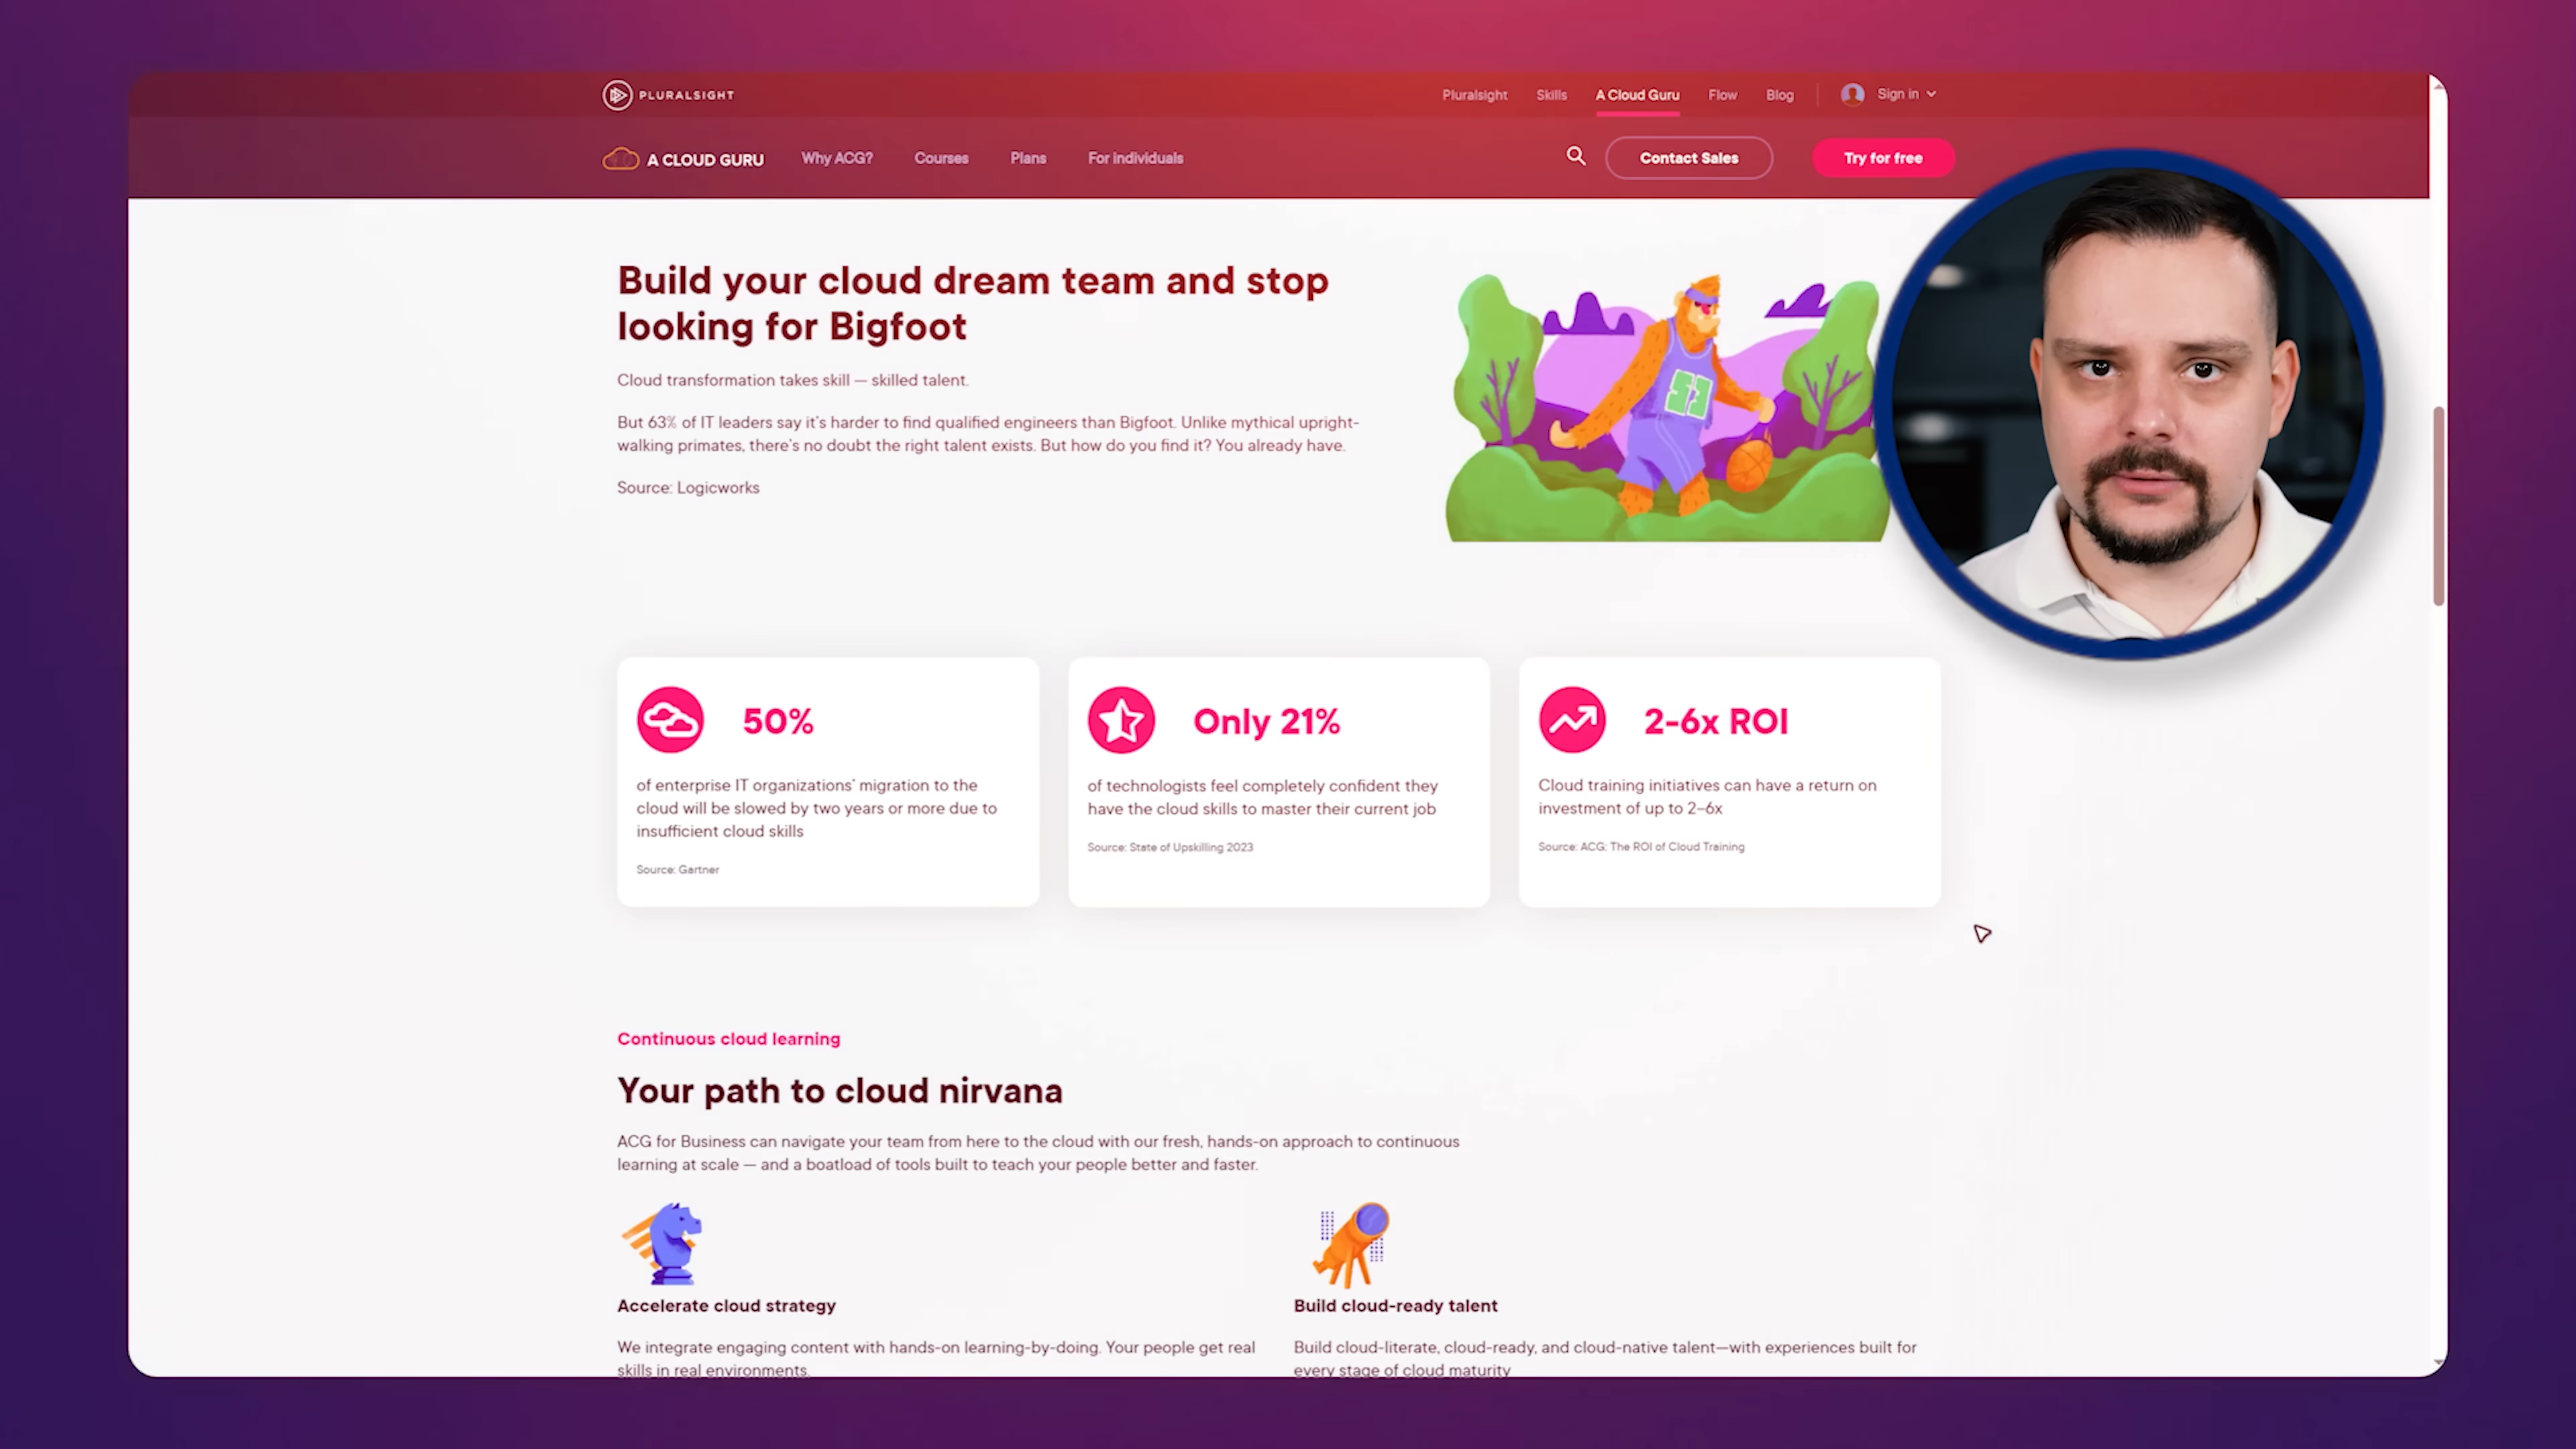 PLURALSIGHT
Pluralsight Skills A Cloud Guru Flow Blog Sign in
A CLOUD GURU Why ACG? Courses Plans For individuals Contact Sales Try for free
Build your cloud dream team and stop
looking for Bigfoot
Cloud transformation takes skill — skilled talent.
But 63% of IT leaders say it's harder to find qualified engineers than Bigfoot. Unlike mythical upright-
walking primates, there's no doubt the right talent exists. But how do you find it? You already have.
Source: Logicworks
50%
of enterprise IT organizations' migration to the
cloud will be slowed by two years or more due to
insufficient cloud skills
Source: Gartner
Only 21%
of technologists feel completely confident they
have the cloud skills to master their current job
Source: State of Upskilling 2023
2-6x ROI
Cloud training initiatives can have a return on
investment of up to 2–6x
Source: ACG: The ROI of Cloud Training
Continuous cloud learning
Your path to cloud nirvana
ACG for Business can navigate your team from here to the cloud with our fresh, hands-on approach to continuous
learning at scale — and a boatload of tools built to teach your people better and faster.
Accelerate cloud strategy
We integrate engaging content with hands-on learning-by-doing. Your people get real
skills in real environments.
Build cloud-ready talent
Build cloud-literate, cloud-ready, and cloud-native talent—with experiences built for
every stage of cloud maturity